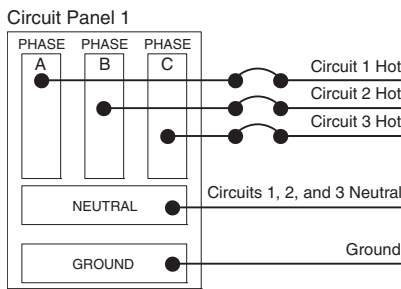 Circuit Panel 1
PHASE PHASE PHASE
A B C
Circuit 1 Hot
Circuit 2 Hot
Circuit 3 Hot
NEUTRAL
Circuits 1, 2, and 3 Neutral
GROUND
Ground